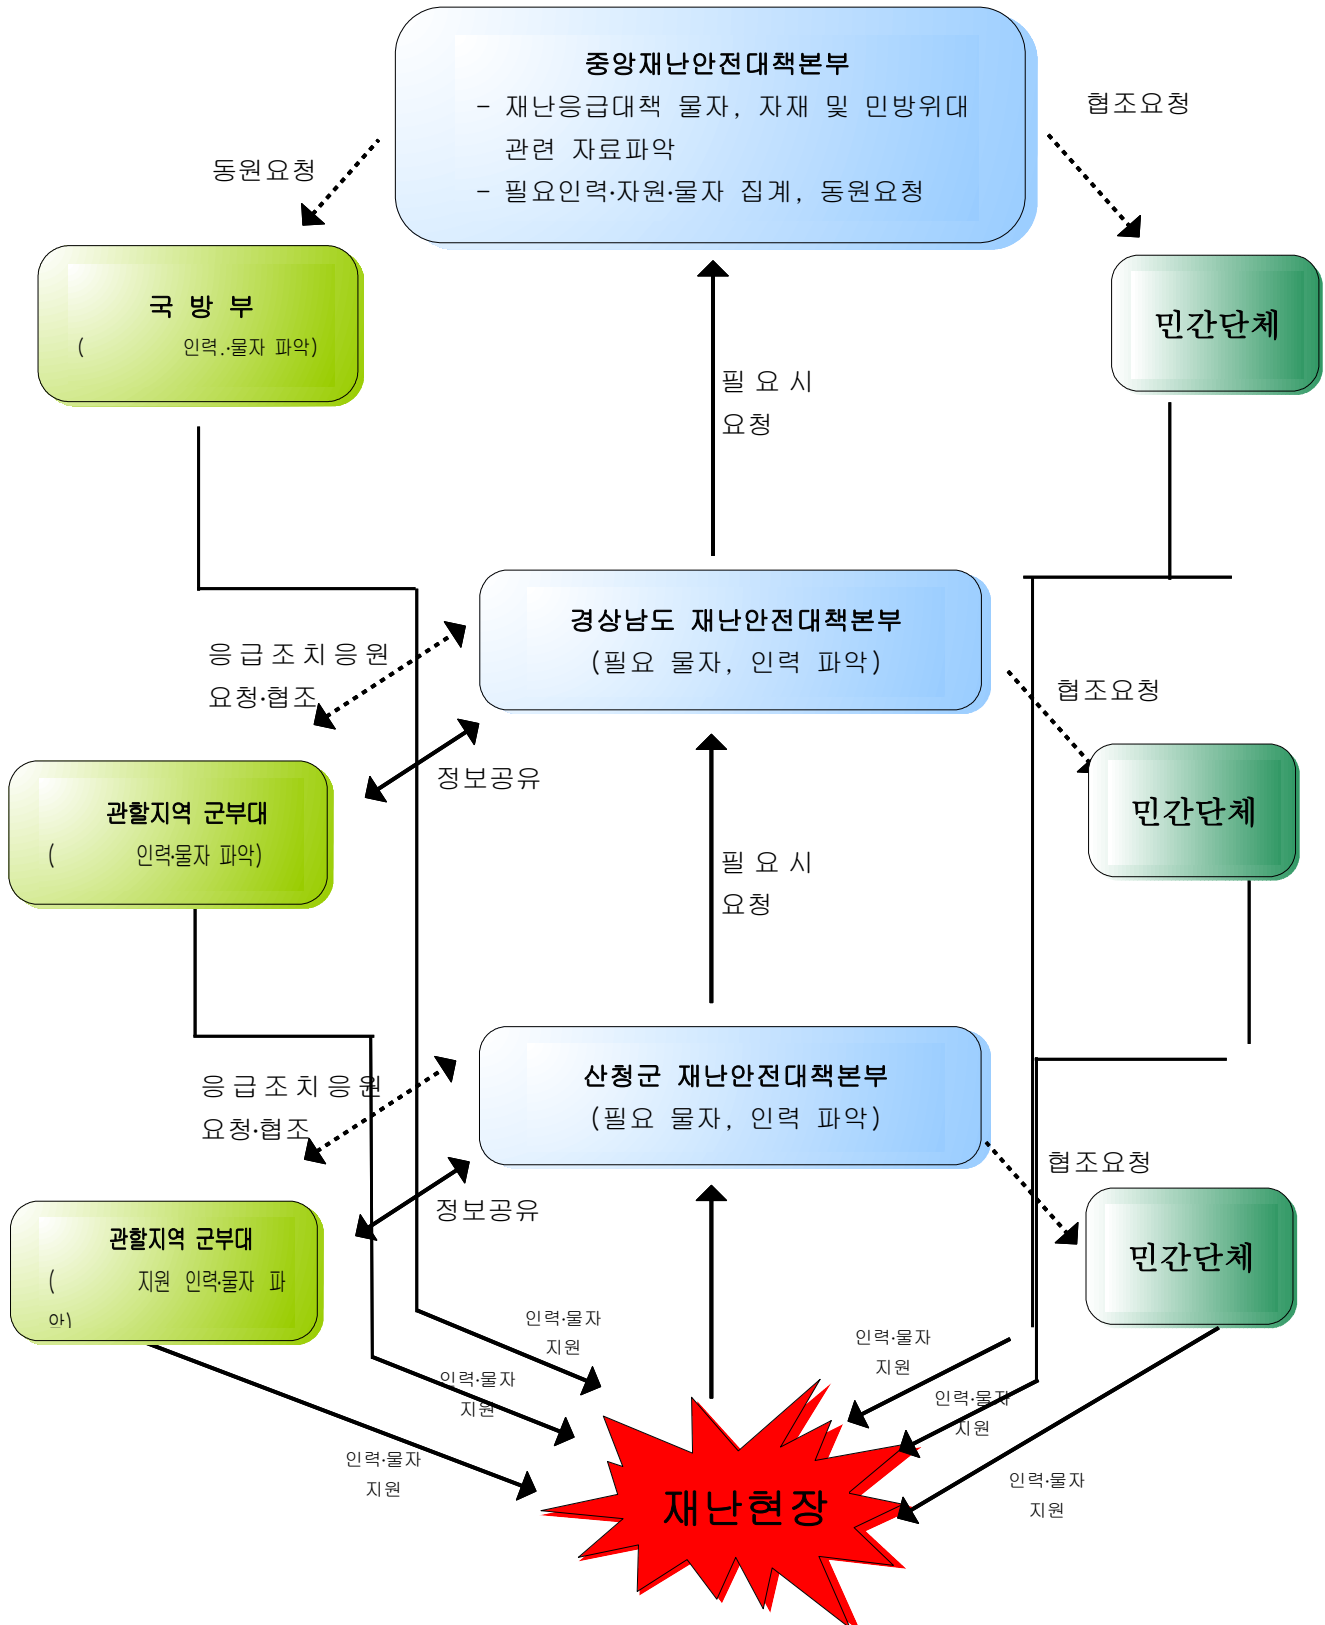 중앙재난안전대책본부
- 재난응급대책 물자, 자재 및 민방위대
관련 자료파악
- 필요인력·자원·물자 집계, 동원요청
협조요청
동원요청
국 방 부
( 인력.·물자 파악)
민간단체
필 요 시
요청
경상남도 재난안전대책본부
(필요 물자, 인력 파악)
응급조치응원
요청·협조
협조요청
정보공유
관할지역 군부대
( 인력·물자 파악)
민간단체
필 요 시
요청
산청군 재난안전대책본부
(필요 물자, 인력 파악)
응급조치응원
요청·협조
협조요청
정보공유
관할지역 군부대
( 지원 인력·물자 파
악)
민간단체
인력·물자
지원
인력·물자
지원
인력·물자
지원
인력·물자
지원
인력·물자
지원
인력·물자
지원
재난현장